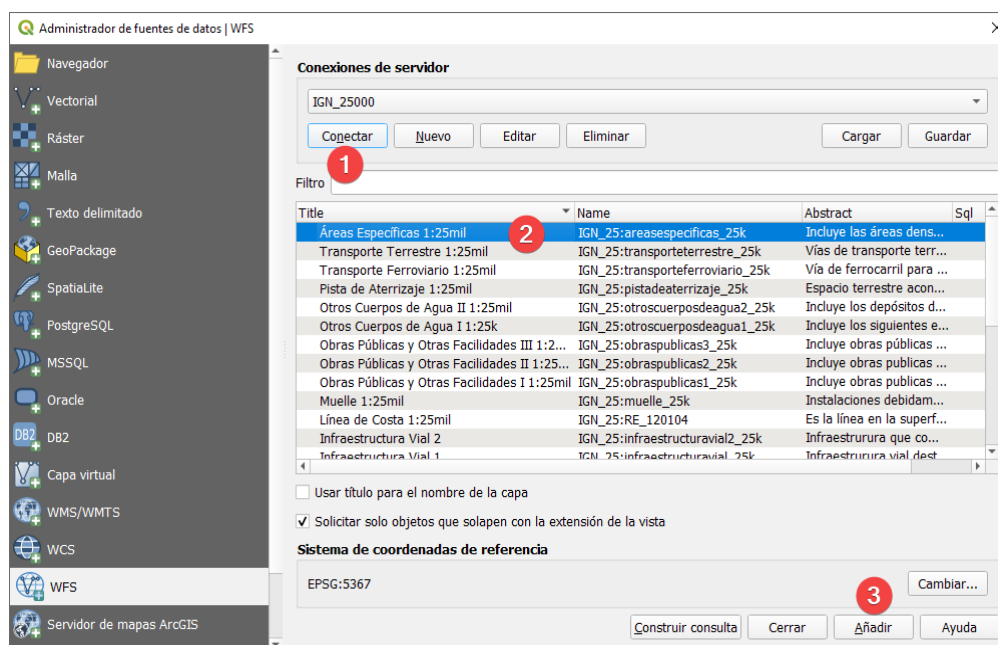 Administrador de fuentes de datos | WFS
Navegador
Vectorial
Ráster
Malla
Texto delimitado
GeoPackage
SpatiaLite
PostgreSQL
MSSQL
Oracle
DB2 DB2
Capa virtual
WMS/WMTS
WCS
WFS
Servidor de mapas ArcGIS
Conexiones de servidor
IGN_25000
Conectar Nuevo Editar Eliminar Cargar Guardar
1
Filtro
Title Name Abstract Sql
Áreas Específicas 1:25mil 2 IGN_25:areasespecificas_25k Incluye las áreas dens...
Transporte Terrestre 1:25mil IGN_25:transporteterrestre_25k Vías de transporte terr...
Transporte Ferroviario 1:25mil IGN_25:transporteferroviario_25k Vía de ferrocarril para ...
Pista de Aterrizaje 1:25mil IGN_25:pistadeaterrizaje_25k Espacio terrestre acon...
Otros Cuerpos de Agua II 1:25mil IGN_25:otroscuerposdeagua2_25k Incluye los depósitos d...
Otros Cuerpos de Agua I 1:25k IGN_25:otroscuerposdeagua1_25k Incluye los siguientes e...
Obras Públicas y Otras Facilidades III 1:2... IGN_25:obraspublicas3_25k Incluye obras públicas ...
Obras Públicas y Otras Facilidades II 1:25... IGN_25:obraspublicas2_25k Incluye obras publicas ...
Obras Públicas y Otras Facilidades I 1:25mil IGN_25:obraspublicas1_25k Incluye obras publicas ...
Muelle 1:25mil IGN_25:muelle_25k Instalaciones debidam...
Línea de Costa 1:25mil IGN_25:RE_120104 Es la línea en la superf...
Infraestructura Vial 2 IGN_25:infraestructuravial2_25k Infraestrurura que co...
Infraestructura Vial 1 IGN_25:infraestructuravial_25k Infraestrurura vial dest
Usar título para el nombre de la capa
Solicitar solo objetos que solapen con la extensión de la vista
Sistema de coordenadas de referencia
EPSG:5367 Cambiar...
3
Construir consulta Cerrar Añadir Ayuda